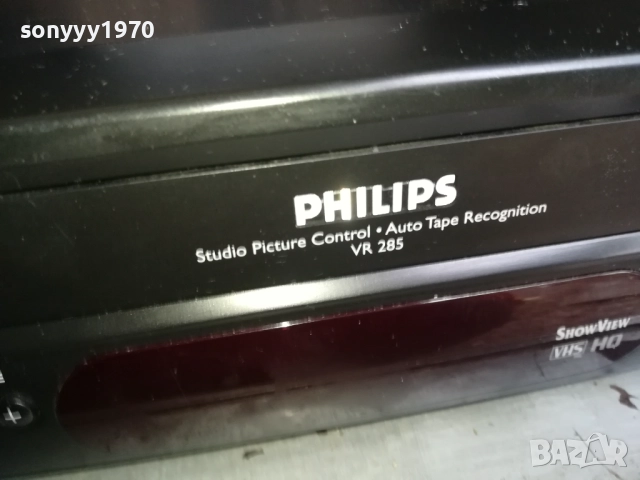 sonyyy1970
PHILIPS
Studio Picture Control • Auto Tape Recognition
VR 285
SHOWVIEW
VHS HQ
+
BAZAR